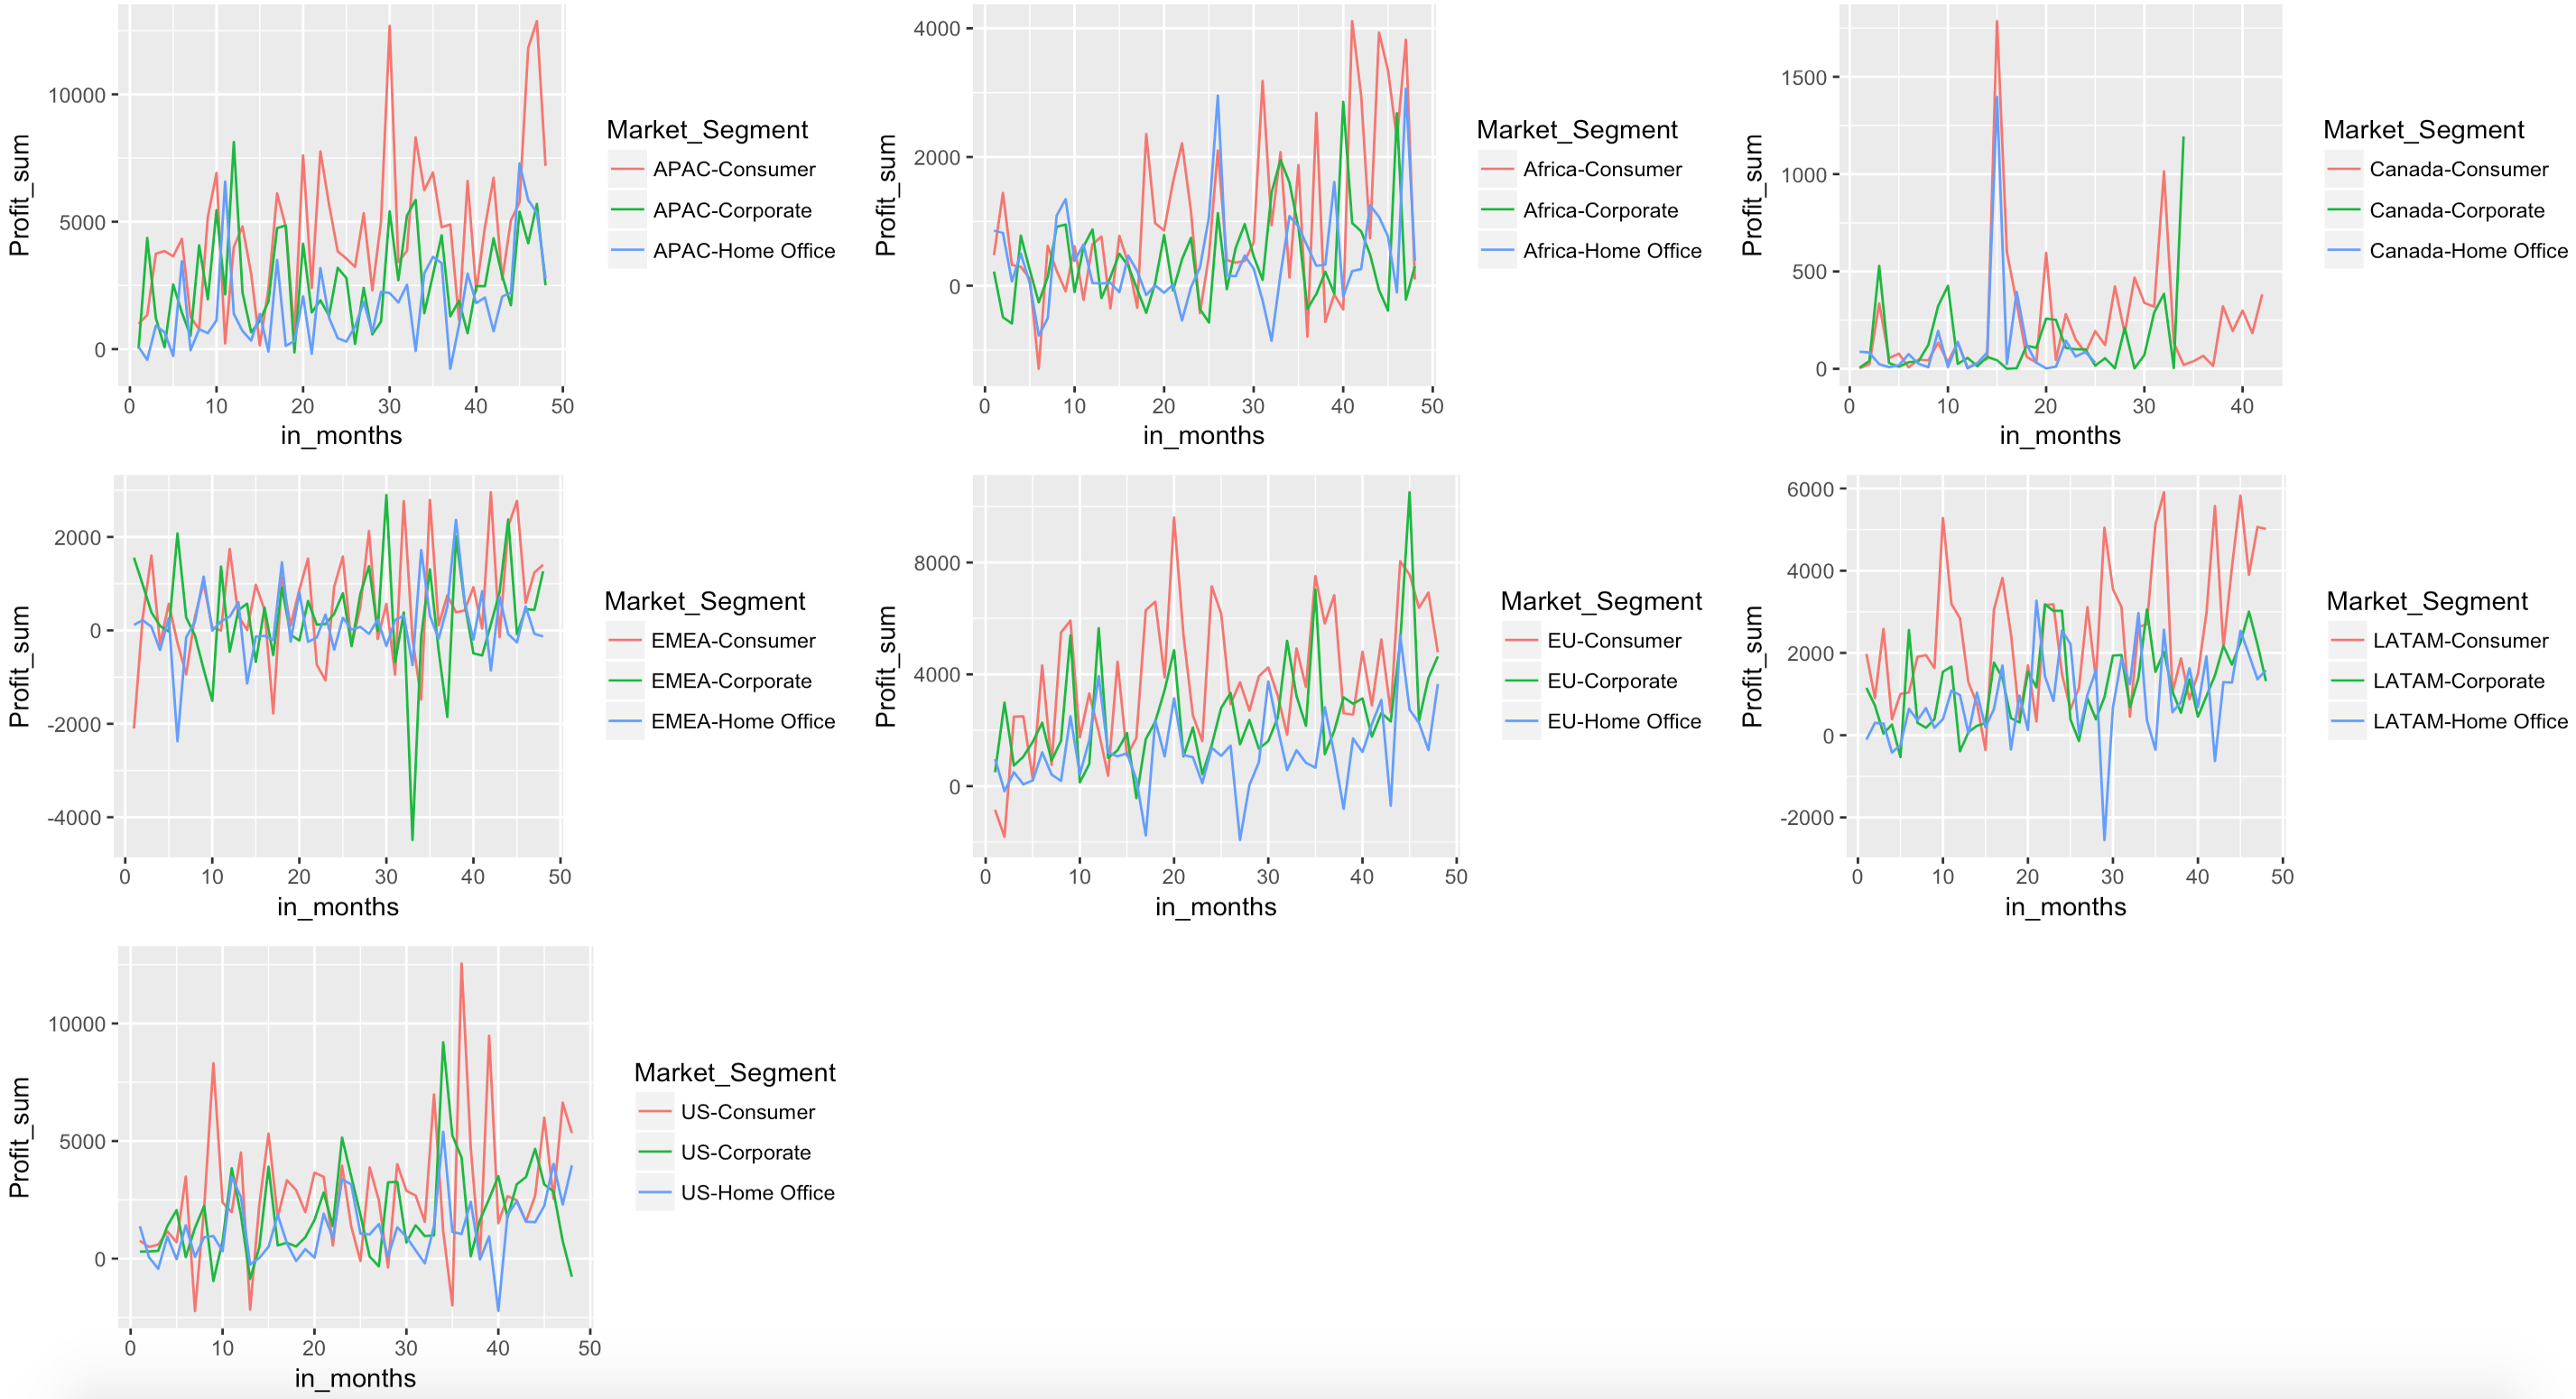 Profit_sum
10000
5000
0
0 10 20 30 40 50
in_months
Market_Segment
APAC-Consumer
APAC-Corporate
APAC-Home Office
Profit_sum
4000
2000
0
0 10 20 30 40 50
in_months
Market_Segment
Africa-Consumer
Africa-Corporate
Africa-Home Office
Profit_sum
1500
1000
500
0
0 10 20 30 40
in_months
Market_Segment
Canada-Consumer
Canada-Corporate
Canada-Home Office
Profit_sum
2000
0
-2000
-4000
0 10 20 30 40 50
in_months
Market_Segment
EMEA-Consumer
EMEA-Corporate
EMEA-Home Office
Profit_sum
8000
4000
0
0 10 20 30 40 50
in_months
Market_Segment
EU-Consumer
EU-Corporate
EU-Home Office
Profit_sum
6000
4000
2000
0
-2000
0 10 20 30 40 50
in_months
Market_Segment
LATAM-Consumer
LATAM-Corporate
LATAM-Home Office
Profit_sum
10000
5000
0
0 10 20 30 40 50
in_months
Market_Segment
US-Consumer
US-Corporate
US-Home Office